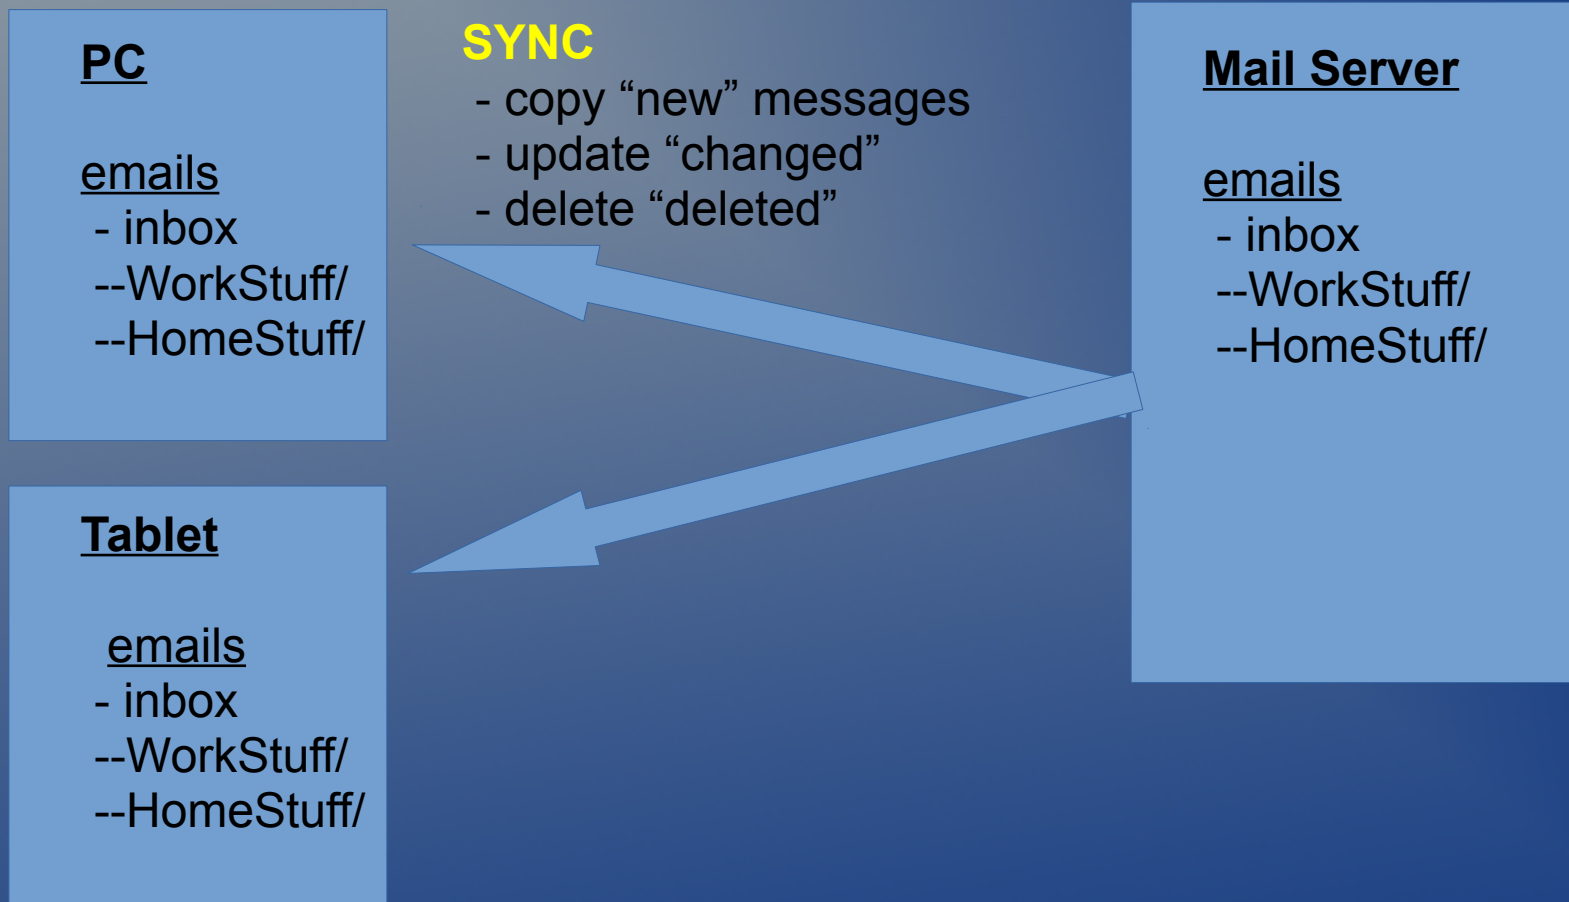 PC
emails
- inbox
--WorkStuff/
--HomeStuff/
SYNC
- copy “new” messages
- update “changed”
- delete “deleted”
Mail Server
emails
- inbox
--WorkStuff/
--HomeStuff/
Tablet
emails
- inbox
--WorkStuff/
--HomeStuff/